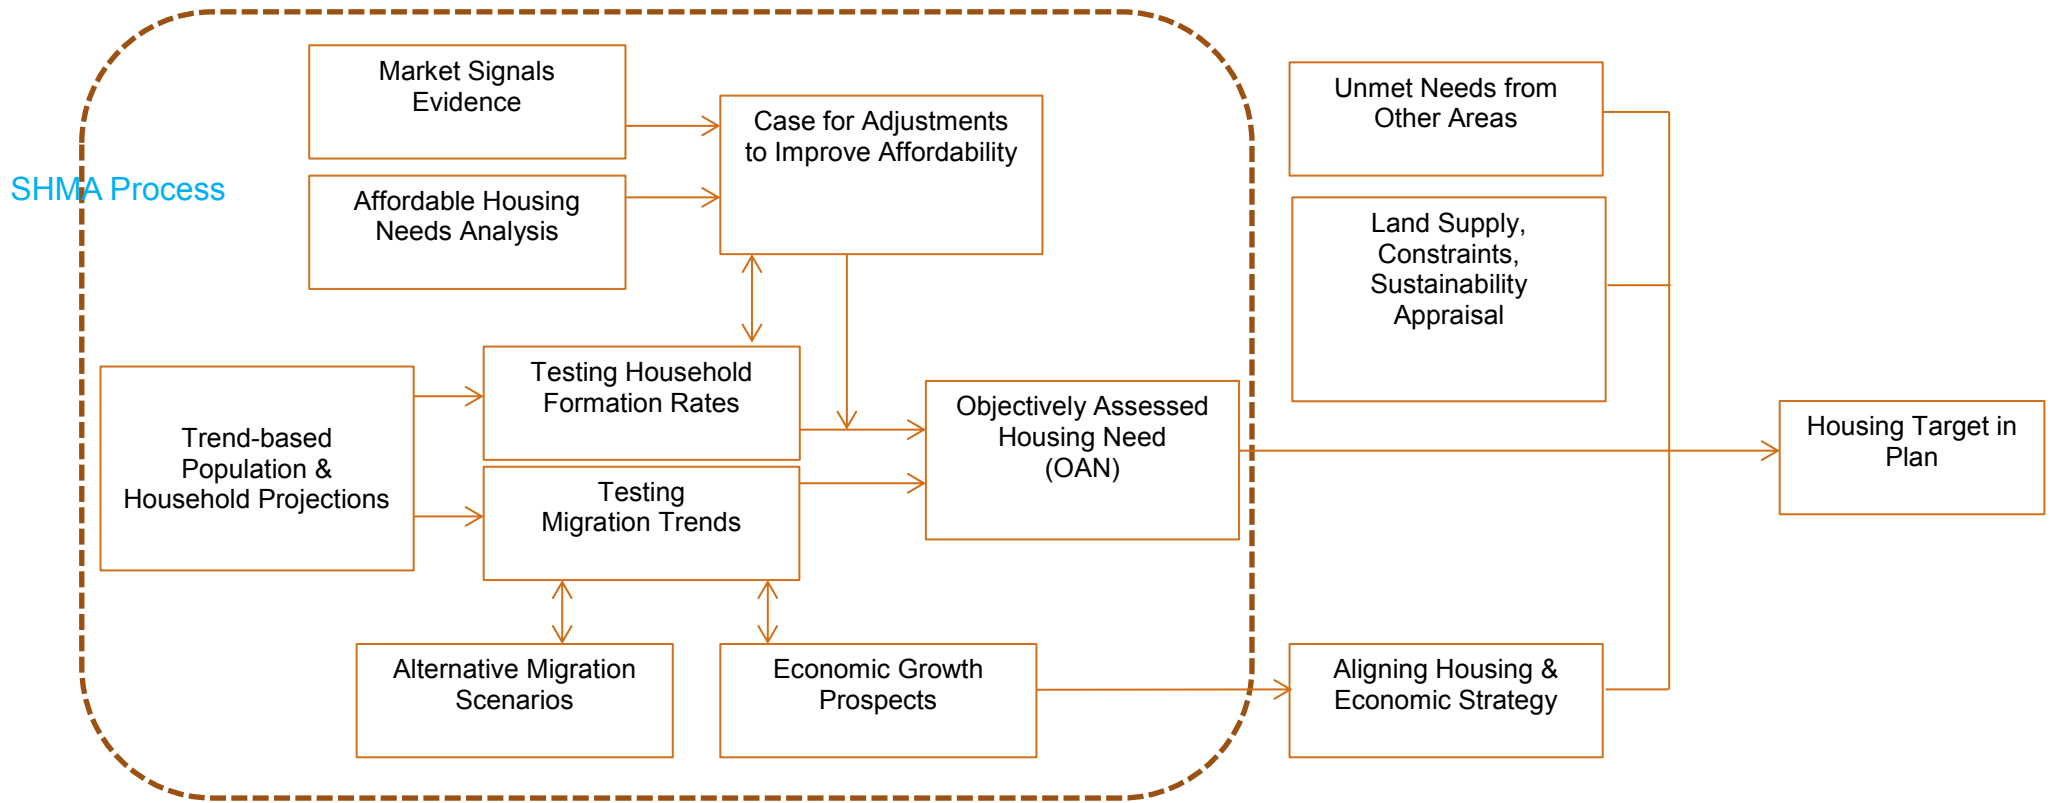 SHMA Process
Market Signals
Evidence
Affordable Housing
Needs Analysis
Case for Adjustments
to Improve Affordability
Trend-based
Population &
Household Projections
Testing Household
Formation Rates
Testing
Migration Trends
Alternative Migration
Scenarios
Economic Growth
Prospects
Objectively Assessed
Housing Need
(OAN)
Unmet Needs from
Other Areas
Land Supply,
Constraints,
Sustainability
Appraisal
Aligning Housing &
Economic Strategy
Housing Target in
Plan